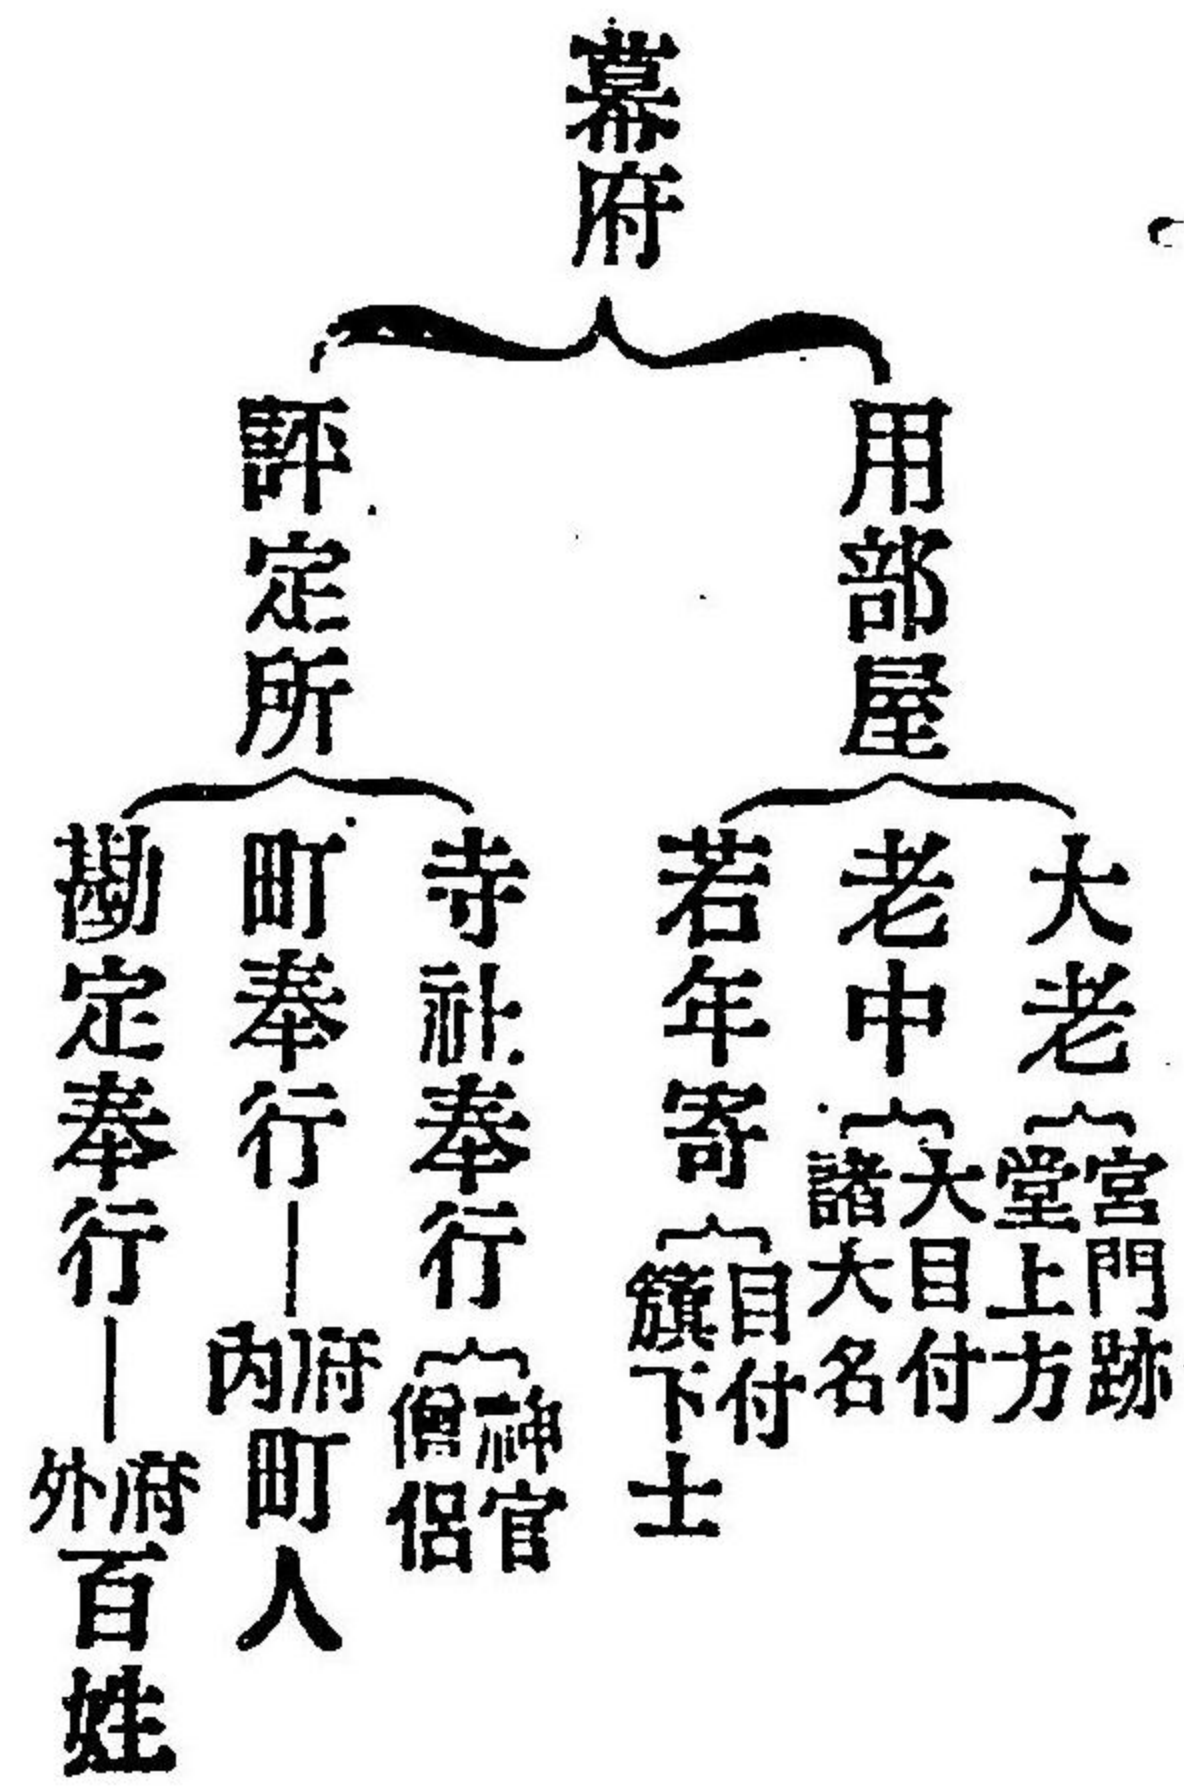 幕府
用部屋
大老
宮門跡
堂上方
老中
大目付
諸大名
若年寄
目付
籏下士
評定所
寺社奉行
神官
僧侶
町奉行
府内町人
勘定奉行
府外百姓